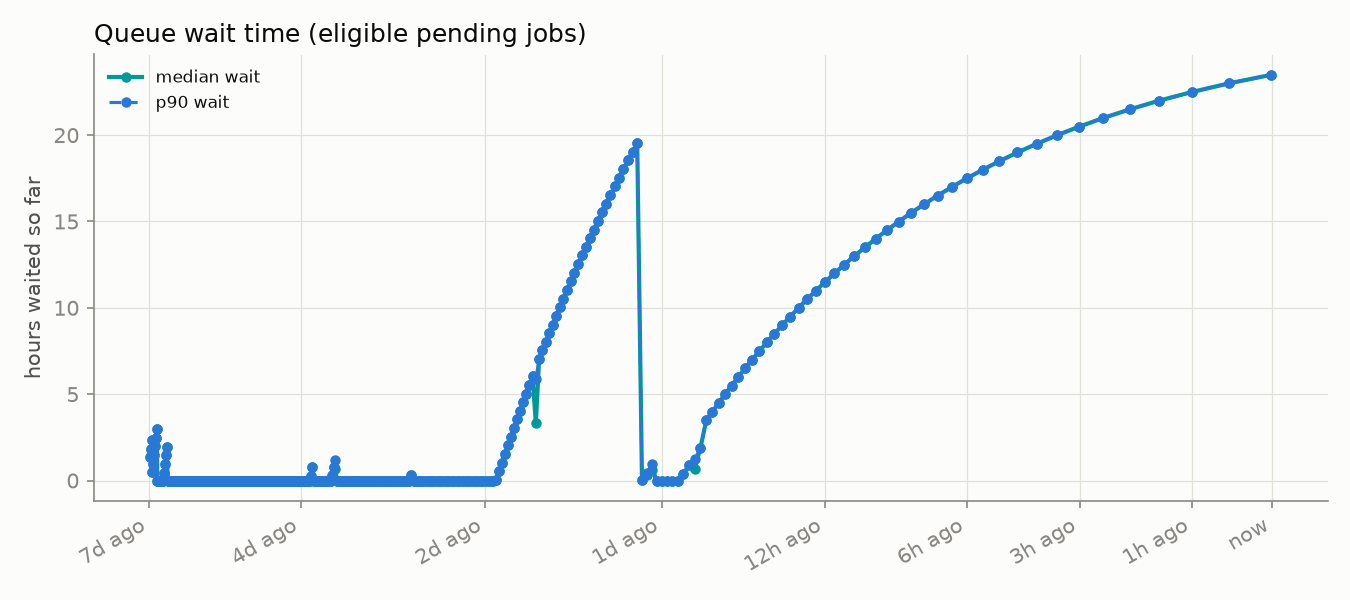 Queue wait time (eligible pending jobs)
median wait
p90 wait
hours waited so far
20
15
10
5
0
7d ago
4d ago
2d ago
1d ago
12h ago
6h ago
3h ago
1h ago
now